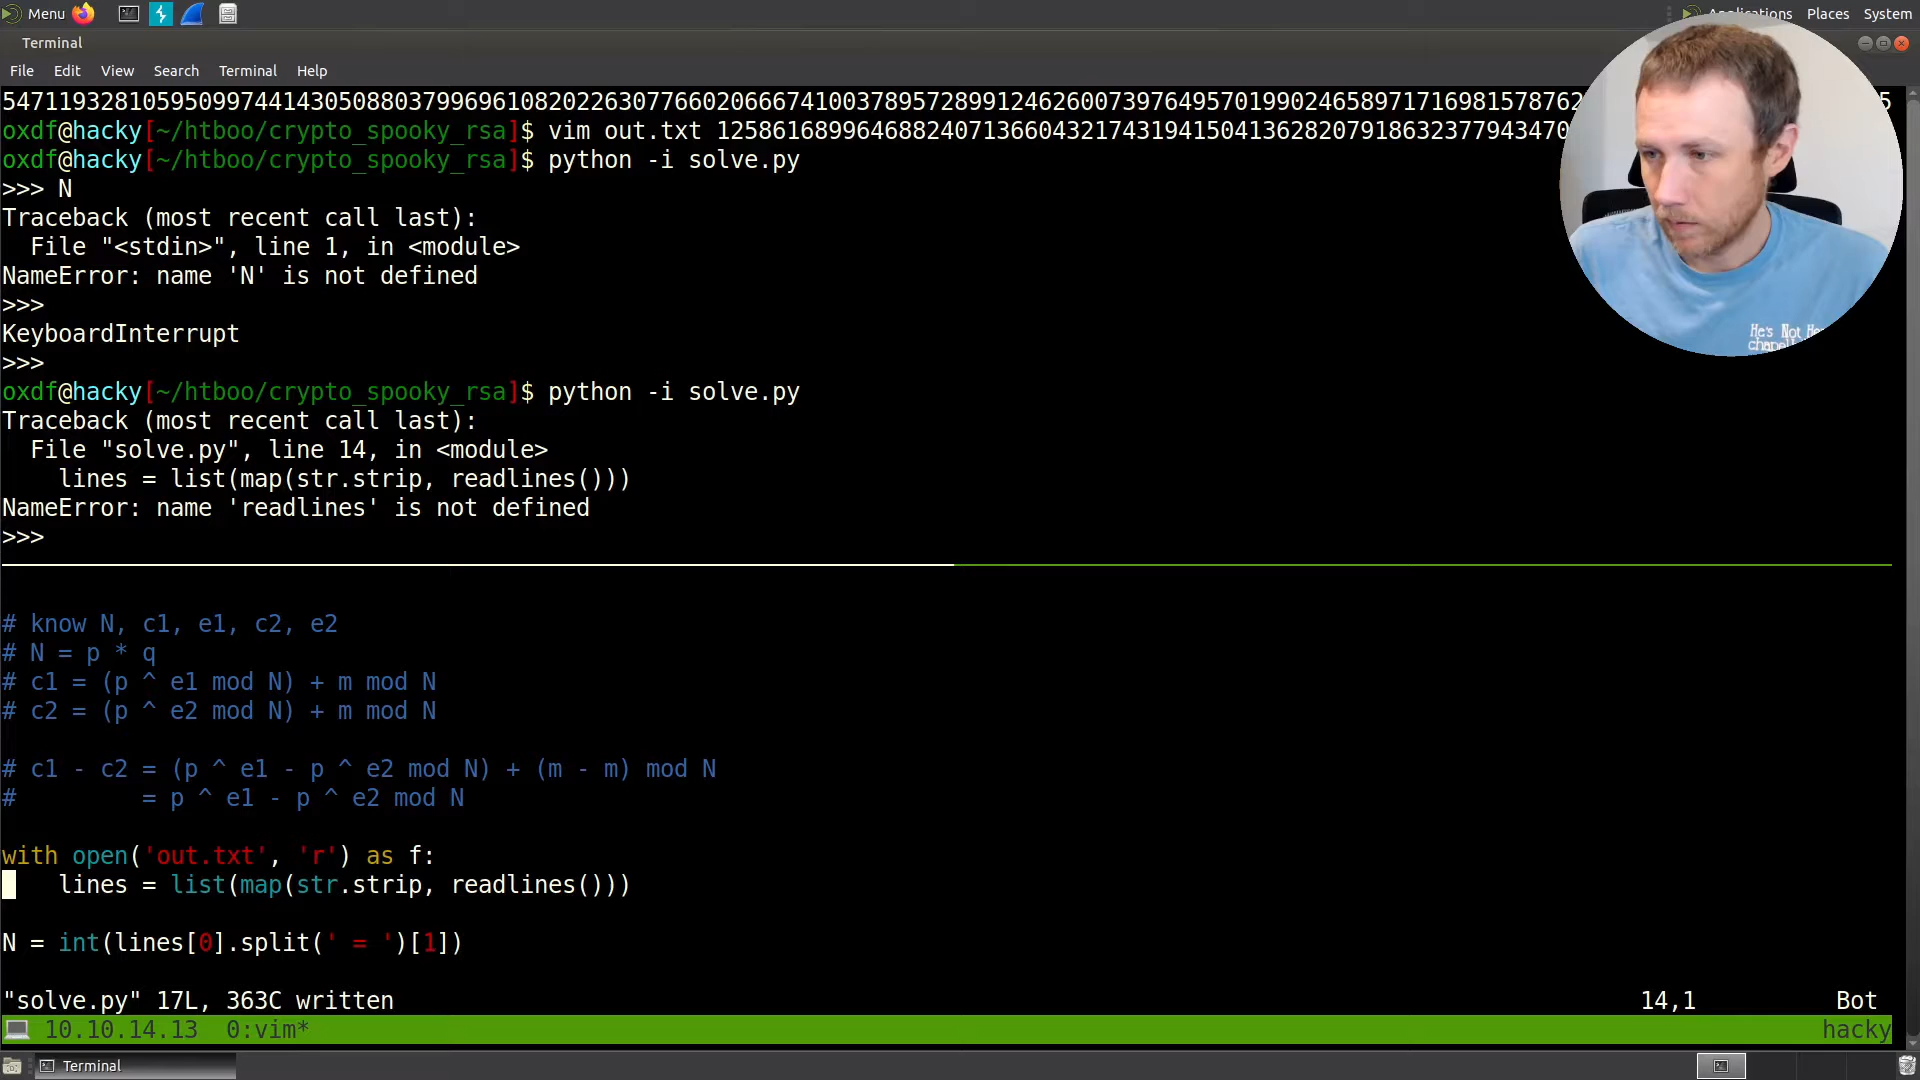 Menu
Applications Places System
Terminal
File Edit View Search Terminal Help
oxdf@hacky[~/htboo/crypto_spooky_rsa]$ vim out.txt
oxdf@hacky[~/htboo/crypto_spooky_rsa]$ python -i solve.py
>>> N
Traceback (most recent call last):
  File "<stdin>", line 1, in <module>
NameError: name 'N' is not defined
>>>
KeyboardInterrupt
>>>
oxdf@hacky[~/htboo/crypto_spooky_rsa]$ python -i solve.py
Traceback (most recent call last):
  File "solve.py", line 14, in <module>
    lines = list(map(str.strip, readlines()))
NameError: name 'readlines' is not defined
>>>
# know N, c1, e1, c2, e2
# N = p * q
# c1 = (p ^ e1 mod N) + m mod N
# c2 = (p ^ e2 mod N) + m mod N
# c1 - c2 = (p ^ e1 - p ^ e2 mod N) + (m - m) mod N
#         = p ^ e1 - p ^ e2 mod N
with open('out.txt', 'r') as f:
    lines = list(map(str.strip, readlines()))
N = int(lines[0].split(' = ')[1])
"solve.py" 17L, 363C written 14,1 Bot
10.10.14.13 0:vim* hacky
Terminal
He's Not